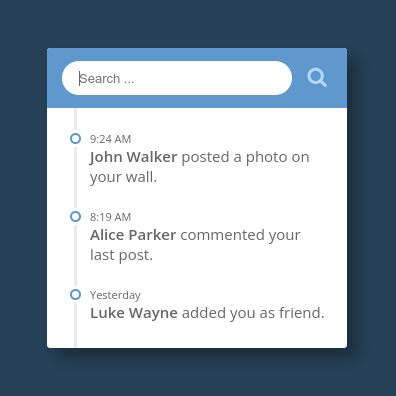 Search ...
9:24 AM
John Walker posted a photo on
your wall.
8:19 AM
Alice Parker commented your
last post.
Yesterday
Luke Wayne added you as friend.